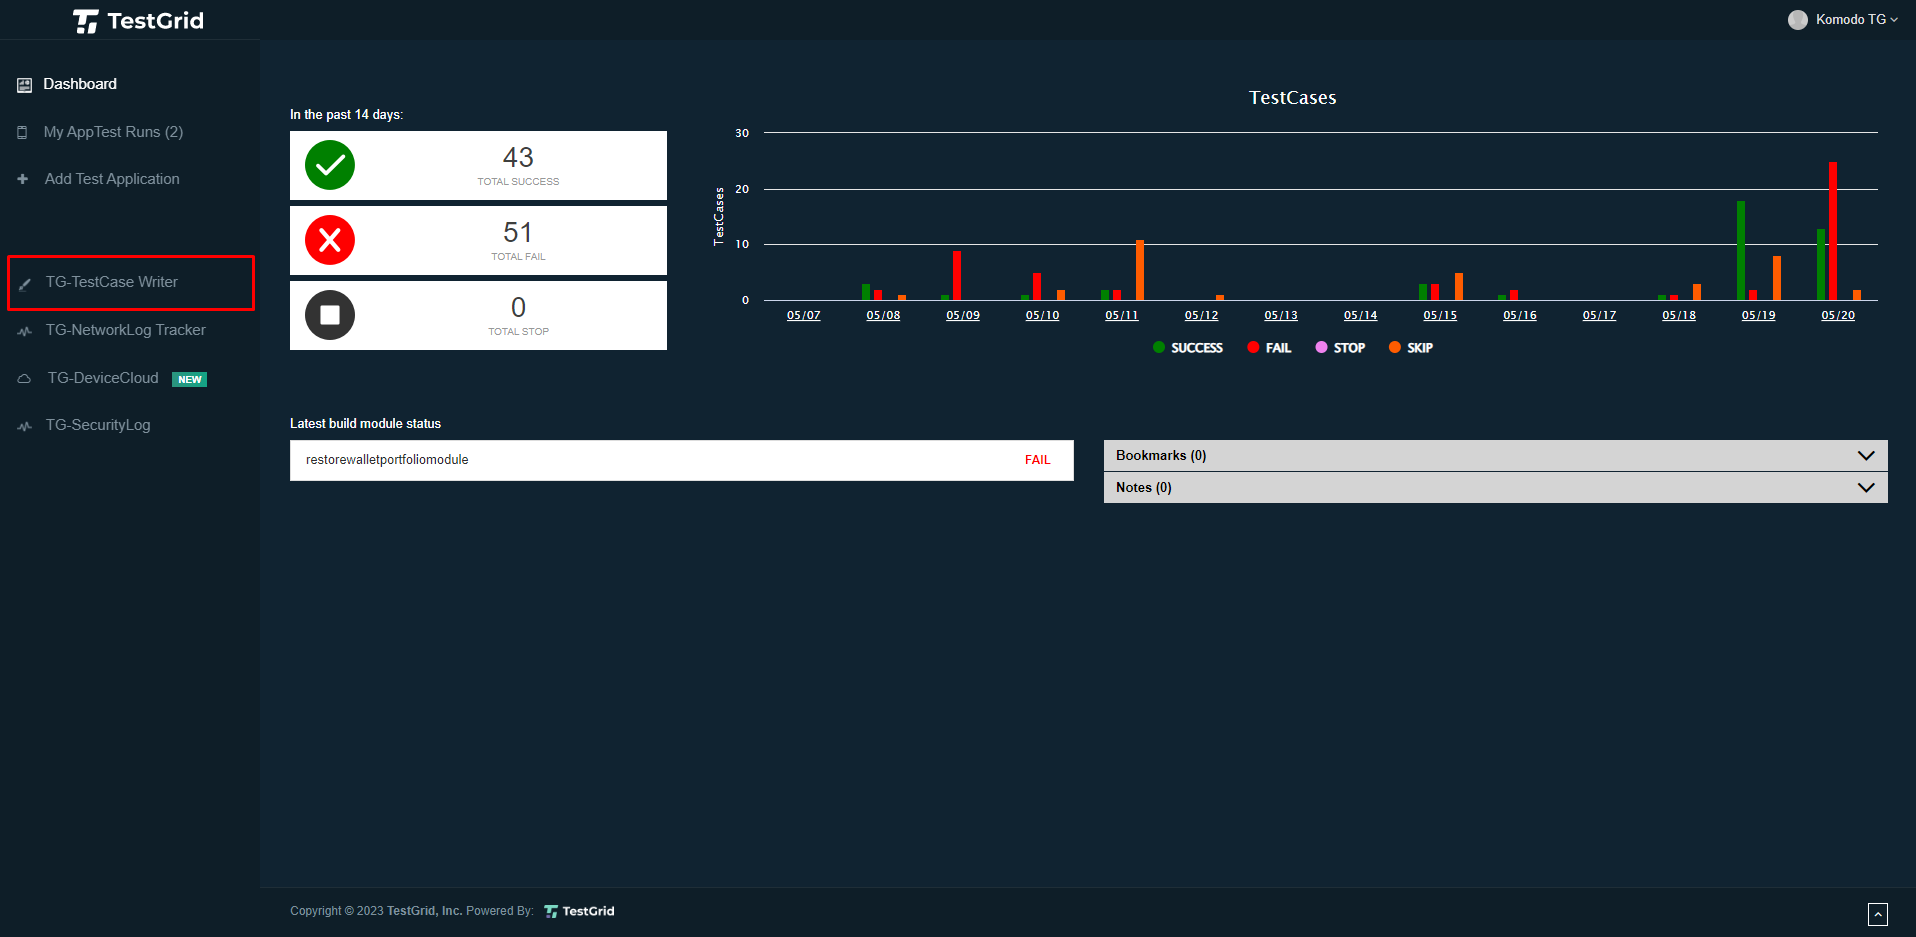 TestGrid
Komodo TG
Dashboard
My AppTest Runs (2)
Add Test Application
TG-TestCase Writer
TG-NetworkLog Tracker
TG-DeviceCloud NEW
TG-SecurityLog
In the past 14 days:
43
TOTAL SUCCESS
51
TOTAL FAIL
0
TOTAL STOP
TestCases
TestCases
30
20
10
0
05/07 05/08 05/09 05/10 05/11 05/12 05/13 05/14 05/15 05/16 05/17 05/18 05/19 05/20
SUCCESS FAIL STOP SKIP
Latest build module status
restorewalletportfoliomodule FAIL
Bookmarks (0)
Notes (0)
Copyright © 2023 TestGrid, Inc. Powered By: TestGrid